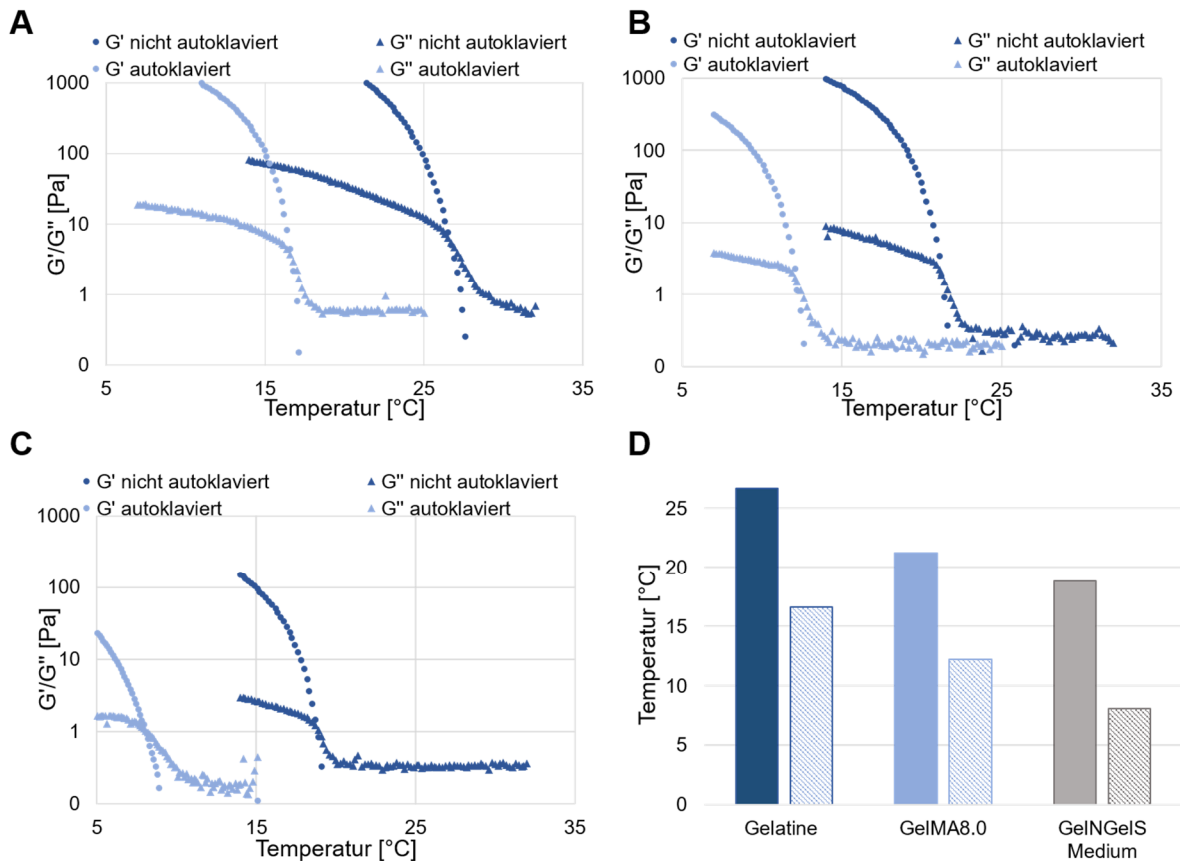 A
G' nicht autoklaviert G'' nicht autoklaviert
G' autoklaviert G'' autoklaviert
1000
100
10
1
0
G'/G'' [Pa]
5 15 25 35
Temperatur [°C]
B
G' nicht autoklaviert G'' nicht autoklaviert
G' autoklaviert G'' autoklaviert
1000
100
10
1
0
G'/G'' [Pa]
5 15 25 35
Temperatur [°C]
C
G' nicht autoklaviert G'' nicht autoklaviert
G' autoklaviert G'' autoklaviert
1000
100
10
1
0
G'/G'' [Pa]
5 15 25 35
Temperatur [°C]
D
25
20
15
10
5
0
Temperatur [°C]
Gelatine GelMA8.0 GelNGelS
Medium